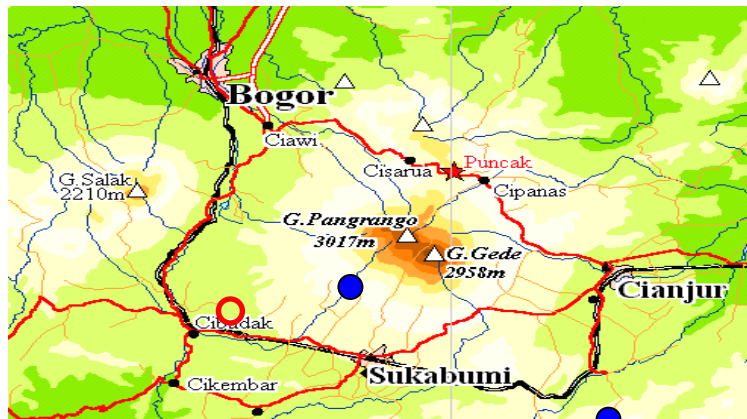 Bogor
Ciawi
Puncak
Cisarua
G.Salak
2210m
Cipanas
G.Pangrango
3017m
G.Gede
2958m
Cianjur
Cibadak
Sukabumi
Cikembar